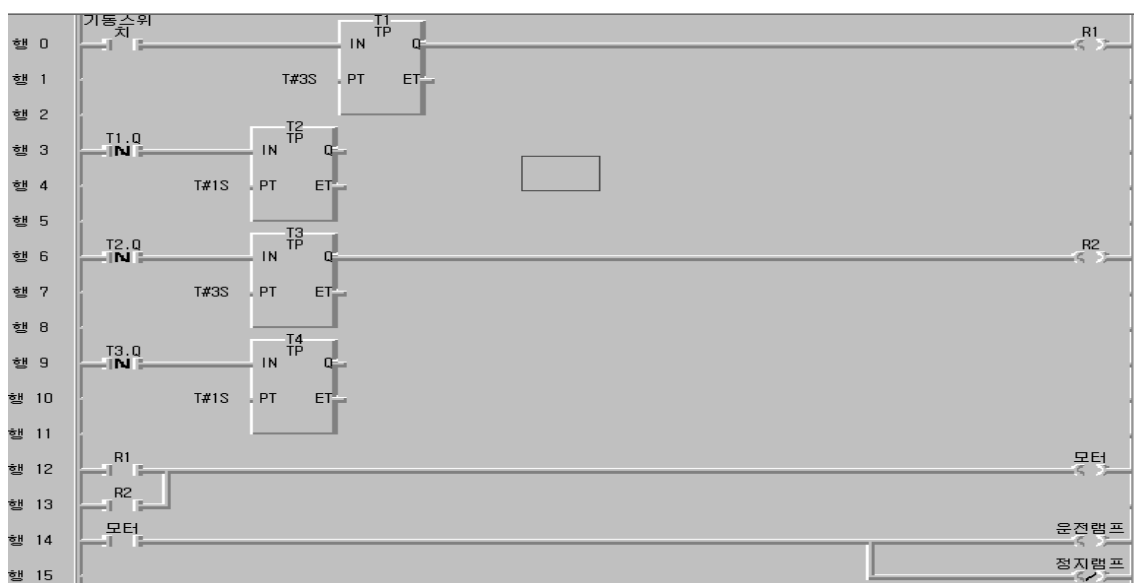 기동스위치 T1
행 0 IN TP Q R1
행 1 T#3S PT ET
행 2
T2
행 3 T1.Q N IN TP Q
행 4 T#1S PT ET
행 5
T3
행 6 T2.Q N IN TP Q R2
행 7 T#3S PT ET
행 8
T4
행 9 T3.Q N IN TP Q
행 10 T#1S PT ET
행 11
행 12 R1 모터
행 13 R2
행 14 모터 운전램프
행 15 정지램프